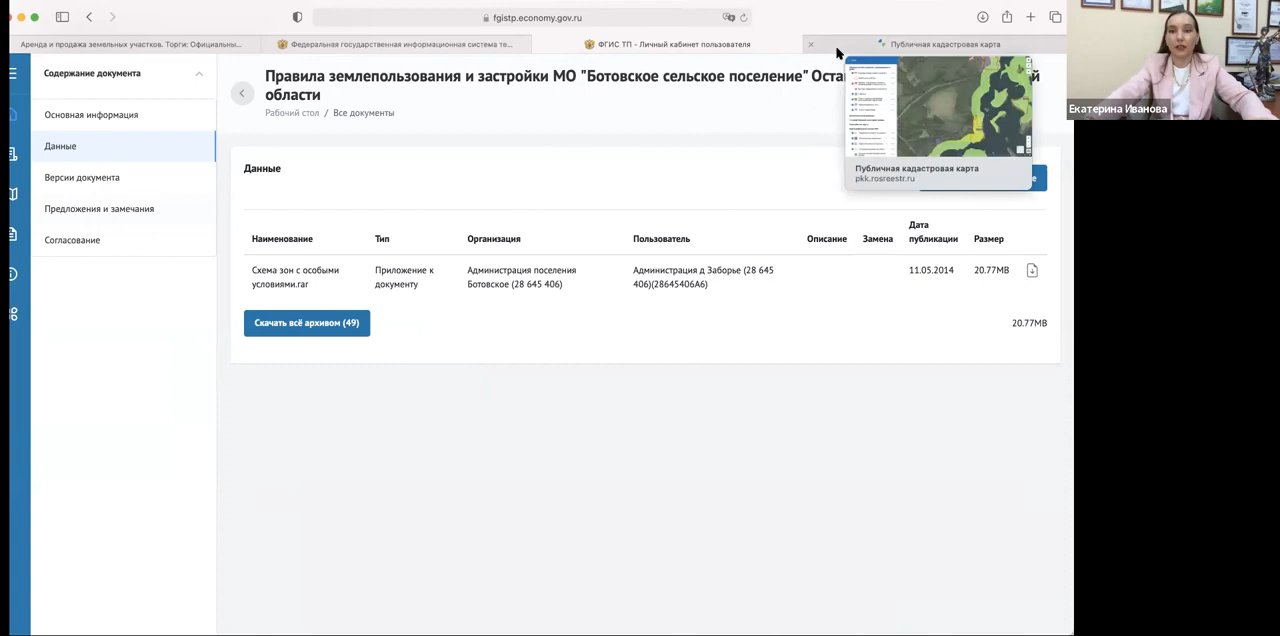 fgistp.economy.gov.ru
Аренда и продажа земельных участков. Торги: Официальны...
Федеральная государственная информационная система те...
ФГИС ТП - Личный кабинет пользователя
Публичная кадастровая карта
Содержание документа
Основная информация
Данные
Версии документа
Предложения и замечания
Согласование
Правила землепользования и застройки МО "Ботовское сельское поселение" Оста
й
области
Рабочий стол / Все документы
Публичная кадастровая карта
pkk.rosreestr.ru
е
Данные
Наименование Тип Организация Пользователь Описание Замена Дата публикации Размер
Схема зон с особыми
условиями.rar
Приложение к
документу
Администрация поселения
Ботовское (28 645 406)
Администрация д Заборье (28 645
406)(28645406А6)
11.05.2014
20.77MB
Скачать всё архивом (49)
20.77MB
Екатерина Иванова